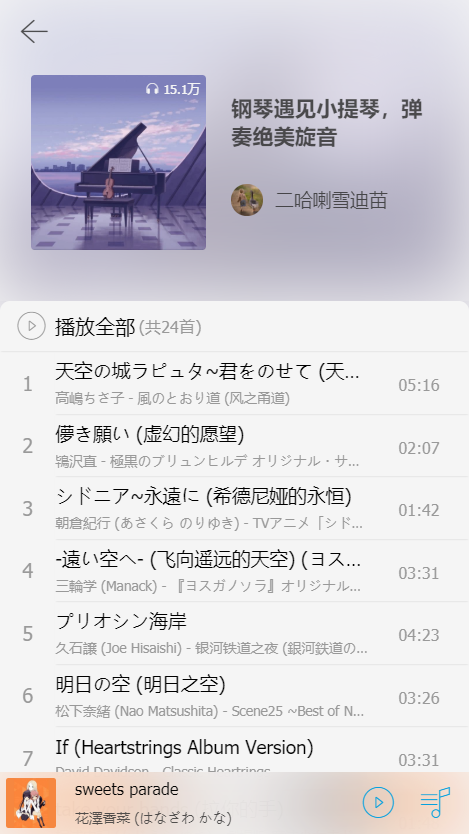 15.1万
钢琴遇见小提琴，弹
奏绝美旋音
二哈喇雪迪苗
播放全部 (共24首)
1
天空の城ラピュタ~君をのせて (天...
高嶋ちさ子 - 風のとおり道 (风之甬道)
05:16
2
儚き願い (虚幻的愿望)
鴇沢直 - 極黒のブリュンヒルデ オリジナル・サ...
02:07
3
シドニア~永遠に (希德尼娅的永恒)
朝倉紀行 (あさくら のりゆき) - TVアニメ「シド...
01:42
4
-遠い空へ- (飞向遥远的天空) (ヨス...
三輪学 (Manack) - 『ヨスガノソラ』オリジナル...
03:31
5
プリオシン海岸
久石譲 (Joe Hisaishi) - 银河铁道之夜 (銀河鉄道の...
04:23
6
明日の空 (明日之空)
松下奈緒 (Nao Matsushita) - Scene25 ~Best of N...
03:26
7
If (Heartstrings Album Version)
David Davidson - Classic Heartstrings
03:31
sweets parade
花澤香菜 (はなざわ かな)